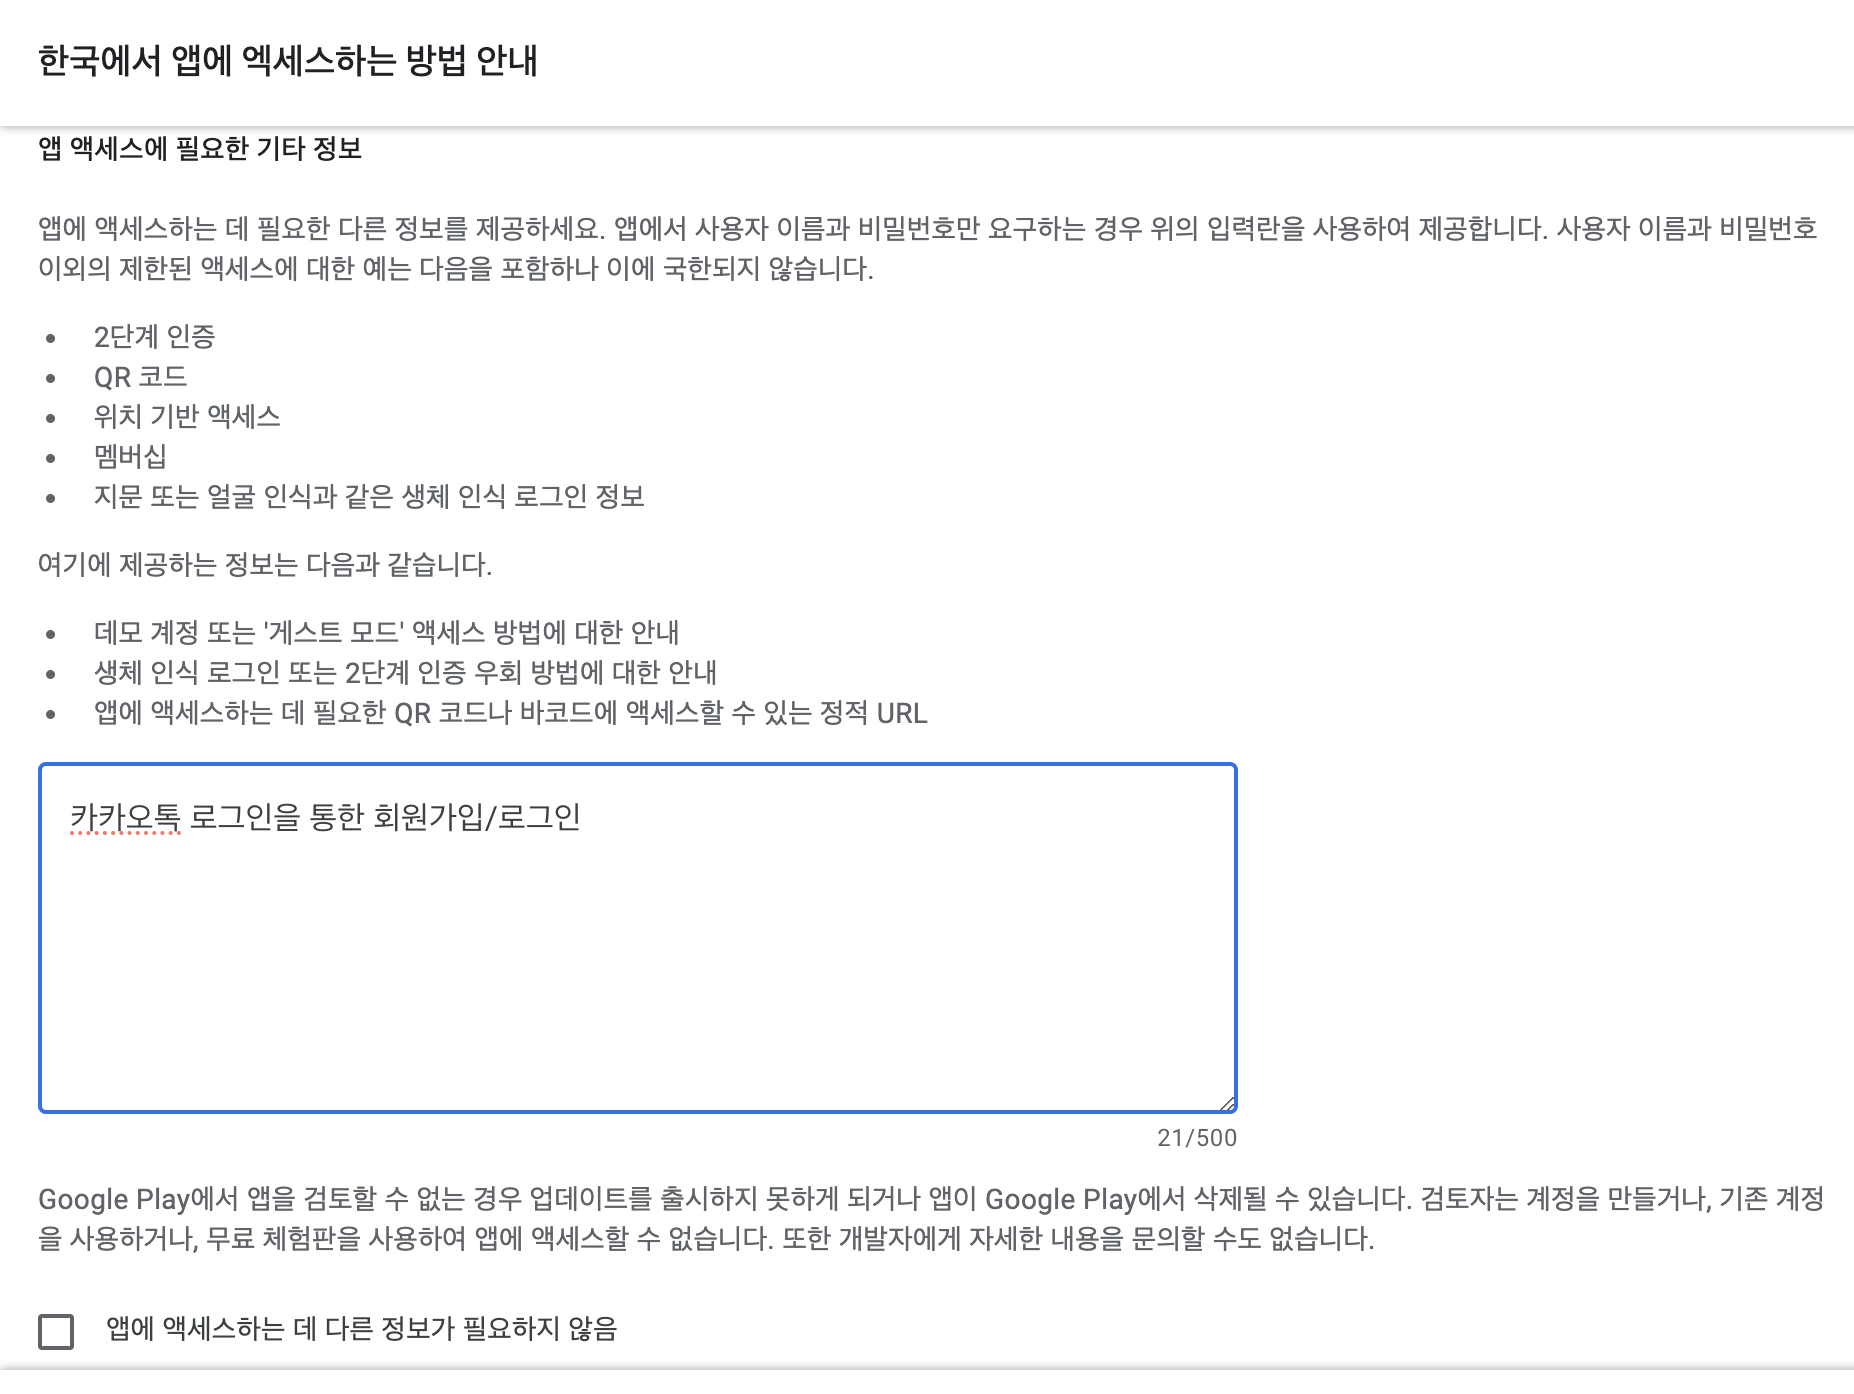 한국에서 앱에 엑세스하는 방법 안내
앱 액세스에 필요한 기타 정보
앱에 액세스하는 데 필요한 다른 정보를 제공하세요. 앱에서 사용자 이름과 비밀번호만 요구하는 경우 위의 입력란을 사용하여 제공합니다. 사용자 이름과 비밀번호
이외의 제한된 액세스에 대한 예는 다음을 포함하나 이에 국한되지 않습니다.
• 2단계 인증
• QR 코드
• 위치 기반 액세스
• 멤버십
• 지문 또는 얼굴 인식과 같은 생체 인식 로그인 정보
여기에 제공하는 정보는 다음과 같습니다.
• 데모 계정 또는 '게스트 모드' 액세스 방법에 대한 안내
• 생체 인식 로그인 또는 2단계 인증 우회 방법에 대한 안내
• 앱에 액세스하는 데 필요한 QR 코드나 바코드에 액세스할 수 있는 정적 URL
카카오톡 로그인을 통한 회원가입/로그인
21/500
Google Play에서 앱을 검토할 수 없는 경우 업데이트를 출시하지 못하게 되거나 앱이 Google Play에서 삭제될 수 있습니다. 검토자는 계정을 만들거나, 기존 계정
을 사용하거나, 무료 체험판을 사용하여 앱에 액세스할 수 없습니다. 또한 개발자에게 자세한 내용을 문의할 수도 없습니다.
앱에 액세스하는 데 다른 정보가 필요하지 않음